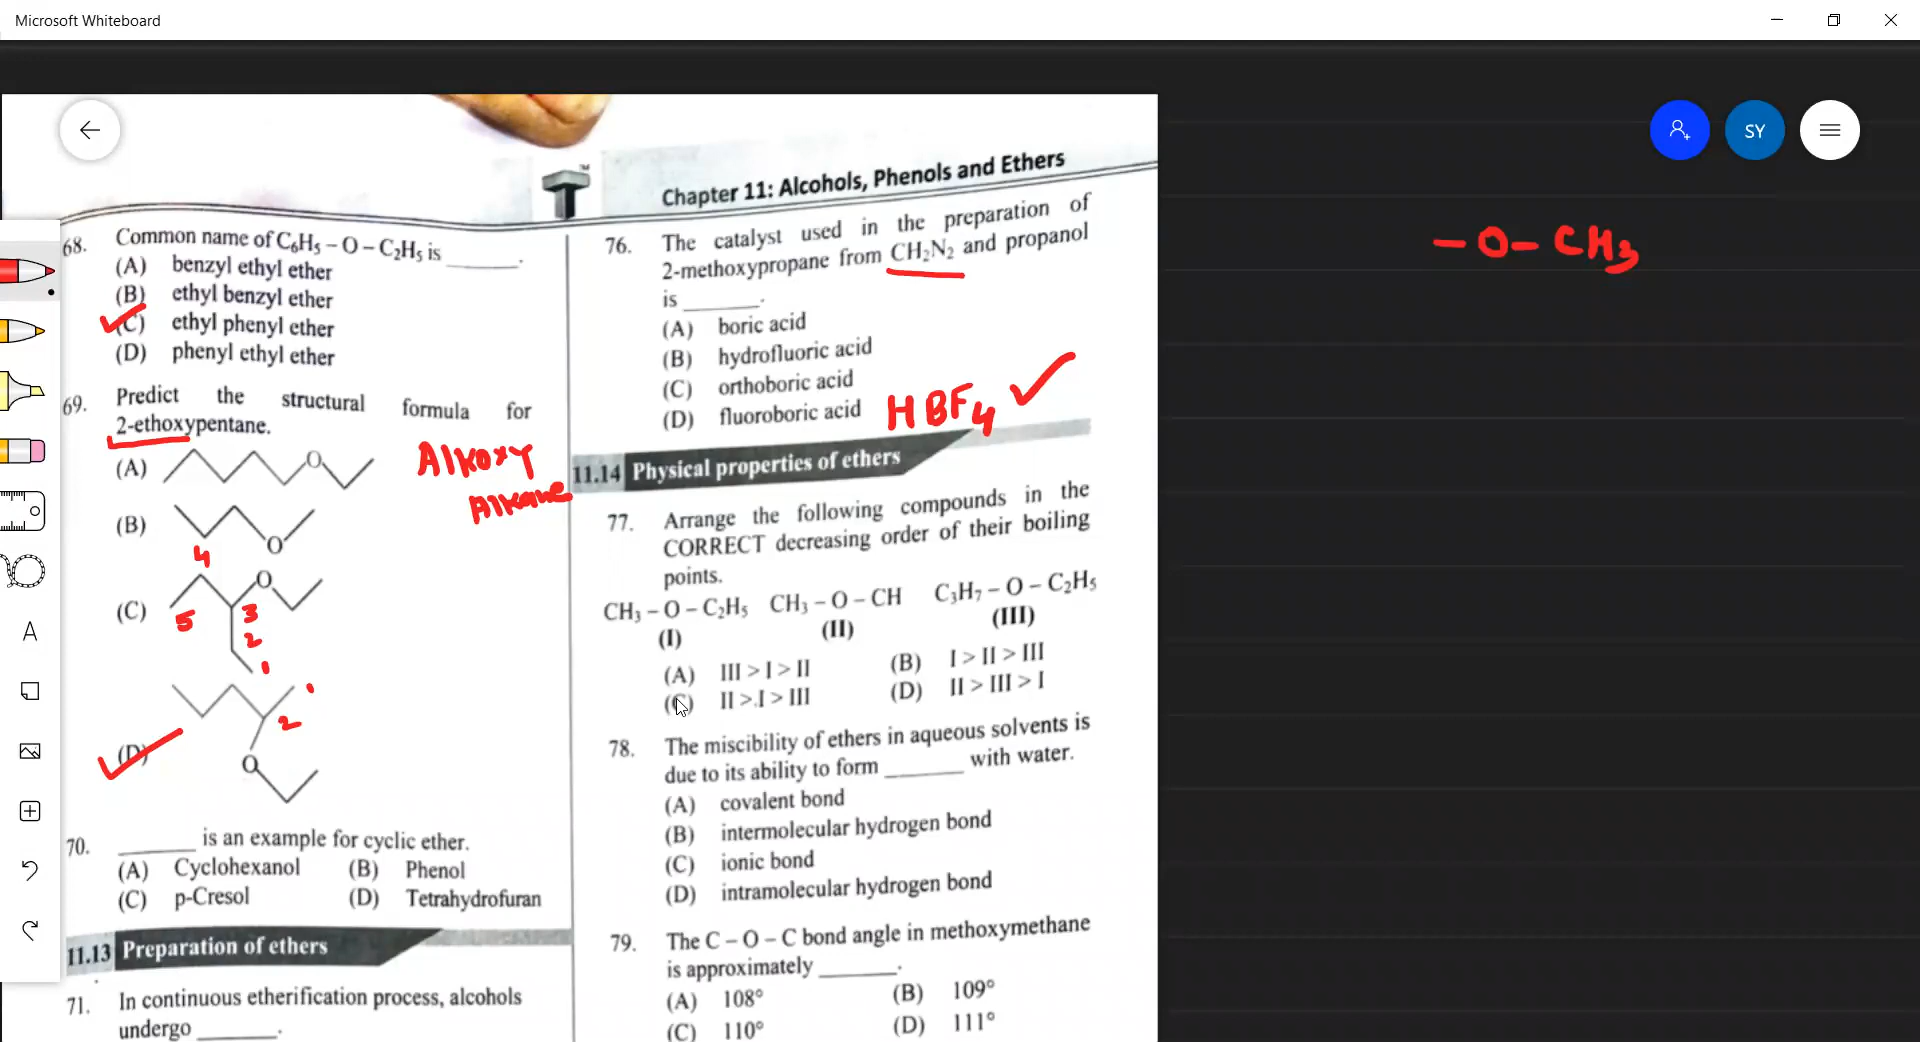 Microsoft Whiteboard
SY
T
Chapter 11: Alcohols, Phenols and Ethers
68. Common name of C₆H₅ – O – C₂H₅ is ______.
(A) benzyl ethyl ether
(B) ethyl benzyl ether
(C) ethyl phenyl ether
(D) phenyl ethyl ether
69. Predict the structural formula for
2-ethoxypentane.
(A) O
Alkoxy
Alkane
(B) O
4
(C) O
5 3
2
1
1
2
(D)
O
70. ______ is an example for cyclic ether.
(A) Cyclohexanol (B) Phenol
(C) p-Cresol (D) Tetrahydrofuran
11.13 Preparation of ethers
71. In continuous etherification process, alcohols
undergo ______.
76. The catalyst used in the preparation of
2-methoxypropane from CH₂N₂ and propanol
is ______.
(A) boric acid
(B) hydrofluoric acid
(C) orthoboric acid
(D) fluoroboric acid HBF₄
11.14 Physical properties of ethers
77. Arrange the following compounds in the
CORRECT decreasing order of their boiling
points.
CH₃ – O – C₂H₅ CH₃ – O – CH C₃H₇ – O – C₂H₅
(I) (II) (III)
(A) III > I > II (B) I > II > III
(C) II > I > III (D) II > III > I
78. The miscibility of ethers in aqueous solvents is
due to its ability to form ______ with water.
(A) covalent bond
(B) intermolecular hydrogen bond
(C) ionic bond
(D) intramolecular hydrogen bond
79. The C – O – C bond angle in methoxymethane
is approximately ______.
(A) 108° (B) 109°
(C) 110° (D) 111°
– O – CH₃
A